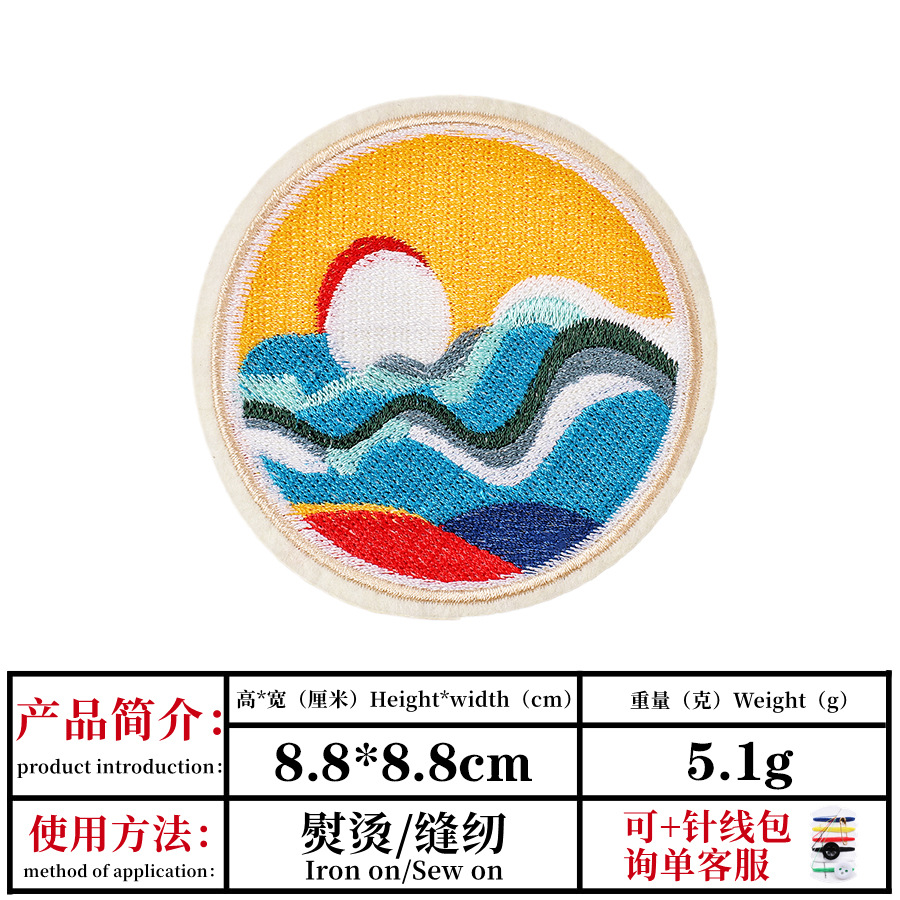 产品简介：
product introduction：
高*宽（厘米）Height*width（cm）
重量（克）Weight（g）
8.8*8.8cm
5.1g
使用方法：
method of application：
熨烫/缝纫
Iron on/Sew on
可+针线包
询单客服